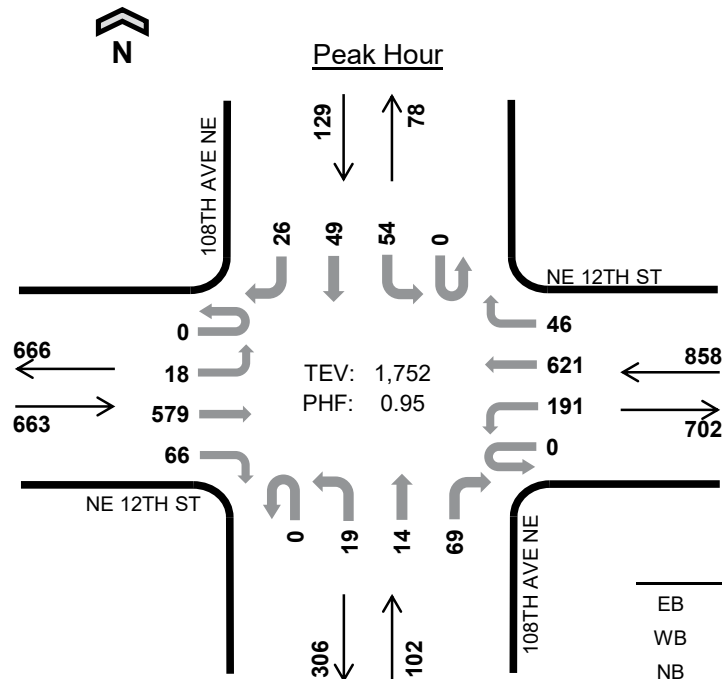 N
Peak Hour
129
78
108TH AVE NE
26
49
54
0
NE 12TH ST
0
46
666
18
621
858
TEV: 1,752
663
579
PHF: 0.95
191
702
66
0
NE 12TH ST
0
19
14
69
108TH AVE NE
306
102
EB
WB
NB